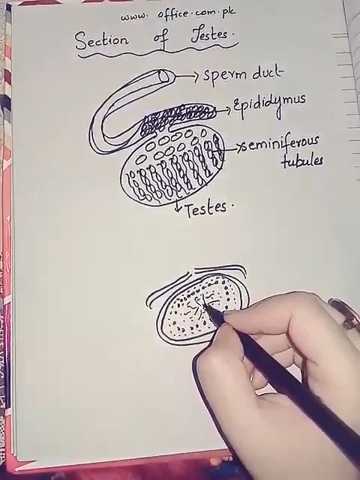 www. office.com.pk
Section of Testes.
sperm duct
Epididymus
seminiferous
tubules
Testes.